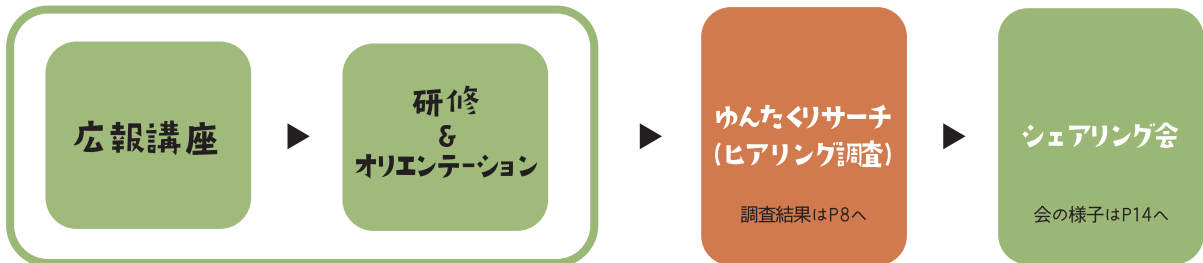 広報講座
研修
&
オリエンテーション
ゆんたくリサーチ
(ヒアリング調査)
調査結果はP8へ
シェアリング会
会の様子はP14へ